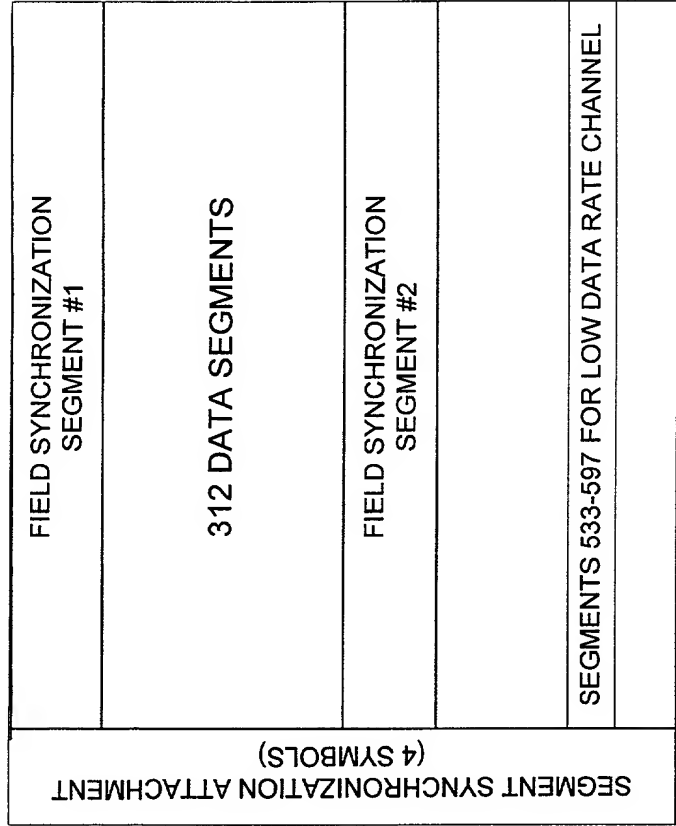 SEGMENT SYNCHRONIZATION ATTACHMENT
(4 SYMBOLS)
FIELD SYNCHRONIZATION
SEGMENT #1
312 DATA SEGMENTS
FIELD SYNCHRONIZATION
SEGMENT #2
SEGMENTS 533-597 FOR LOW DATA RATE CHANNEL